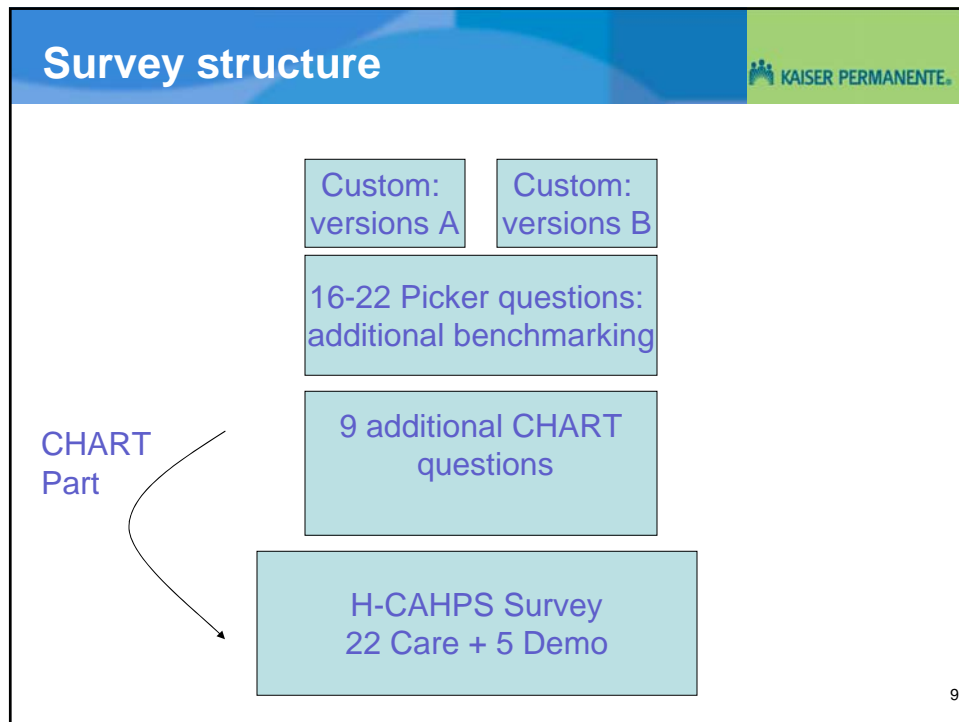 Survey structure
KAISER PERMANENTE®
Custom:
versions A
Custom:
versions B
16-22 Picker questions:
additional benchmarking
CHART
Part
9 additional CHART
questions
H-CAHPS Survey
22 Care + 5 Demo
9